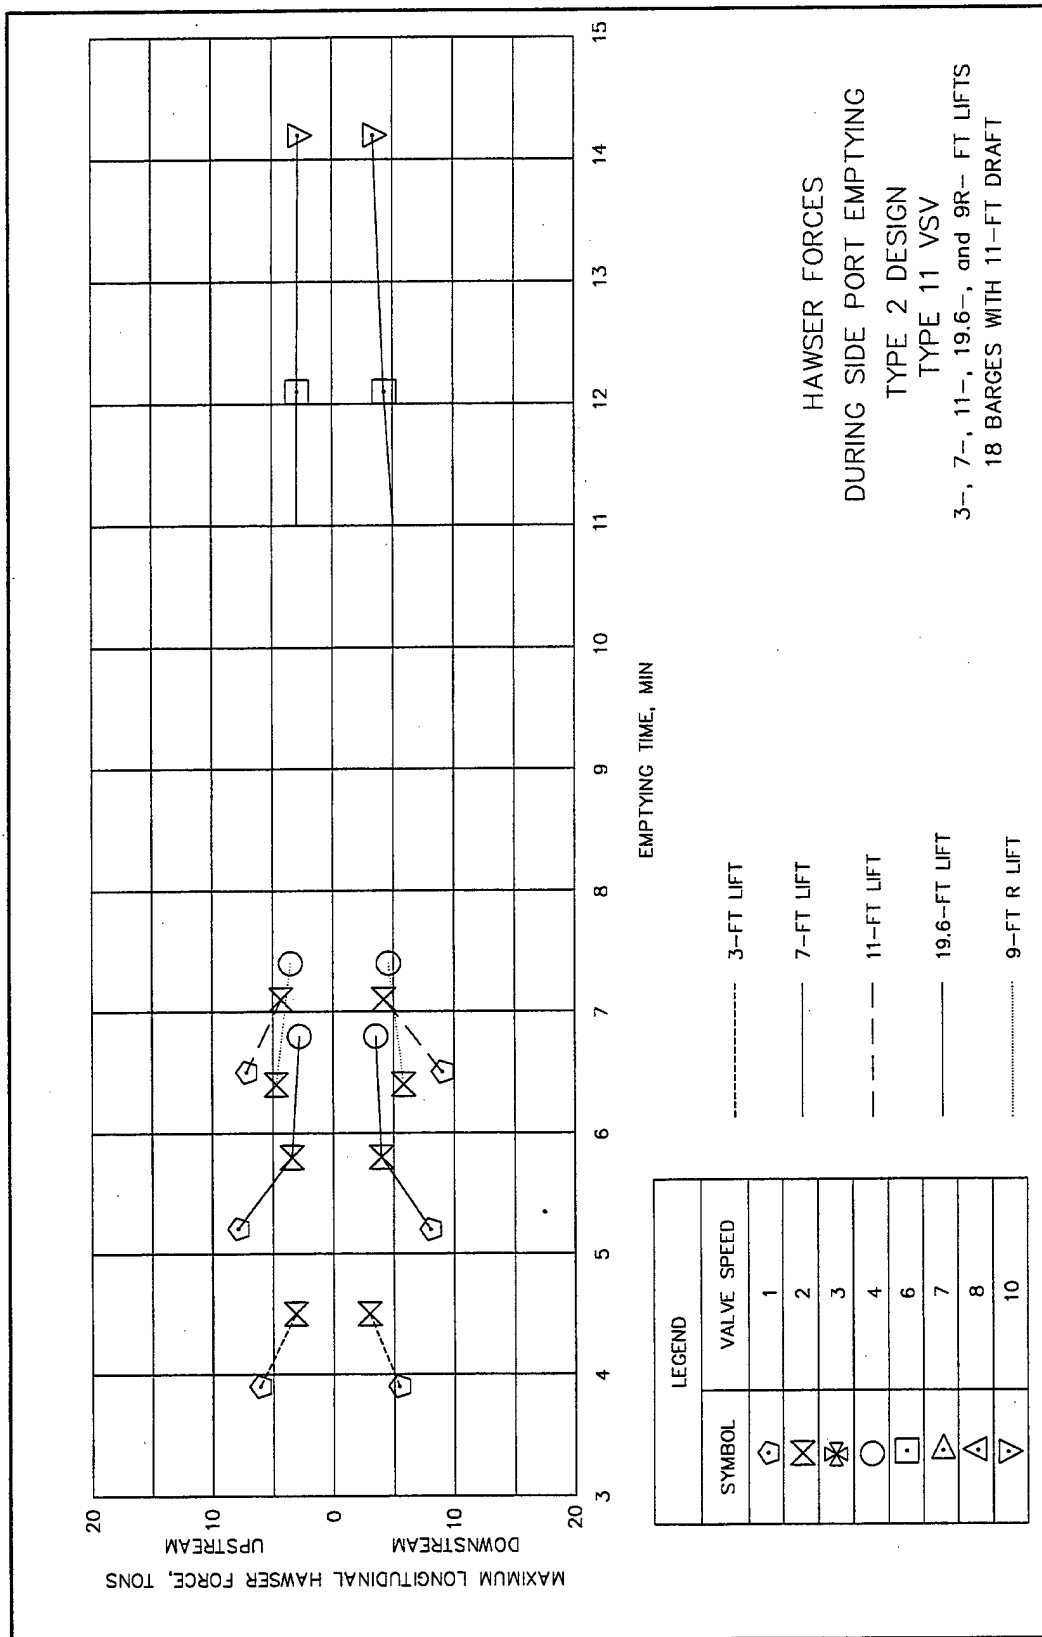 MAXIMUM LONGITUDINAL HAWSER FORCE, TONS
UPSTREAM
DOWNSTREAM
20
10
0
10
20
3
4
5
6
7
8
9
10
11
12
13
14
15
EMPTYING TIME, MIN
LEGEND
SYMBOL VALVE SPEED
1
2
3
4
6
7
8
10
3-FT LIFT
7-FT LIFT
11-FT LIFT
19.6-FT LIFT
9-FT R LIFT
HAWSER FORCES
DURING SIDE PORT EMPTYING
TYPE 2 DESIGN
TYPE 11 VSV
3-, 7-, 11-, 19.6-, and 9R- FT LIFTS
18 BARGES WITH 11-FT DRAFT